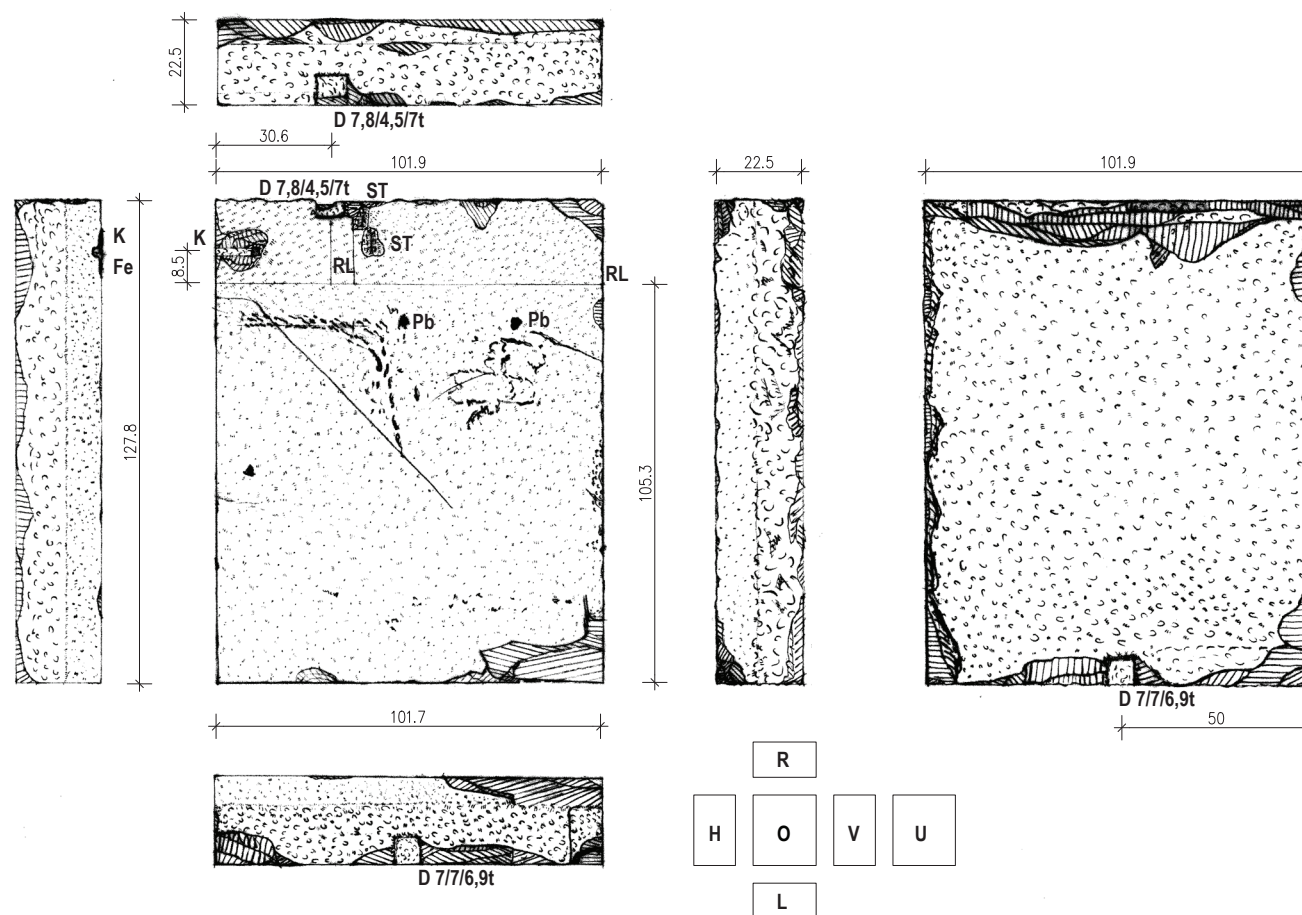 22.5
D 7,8/4,5/7t
30.6
101.9
22.5
101.9
D 7,8/4,5/7t
ST
K
Fe
K
8.5
ST
RL
RL
Pb
Pb
127.8
105.3
D 7/7/6,9t
50
101.7
D 7/7/6,9t
R
H
O
V
U
L